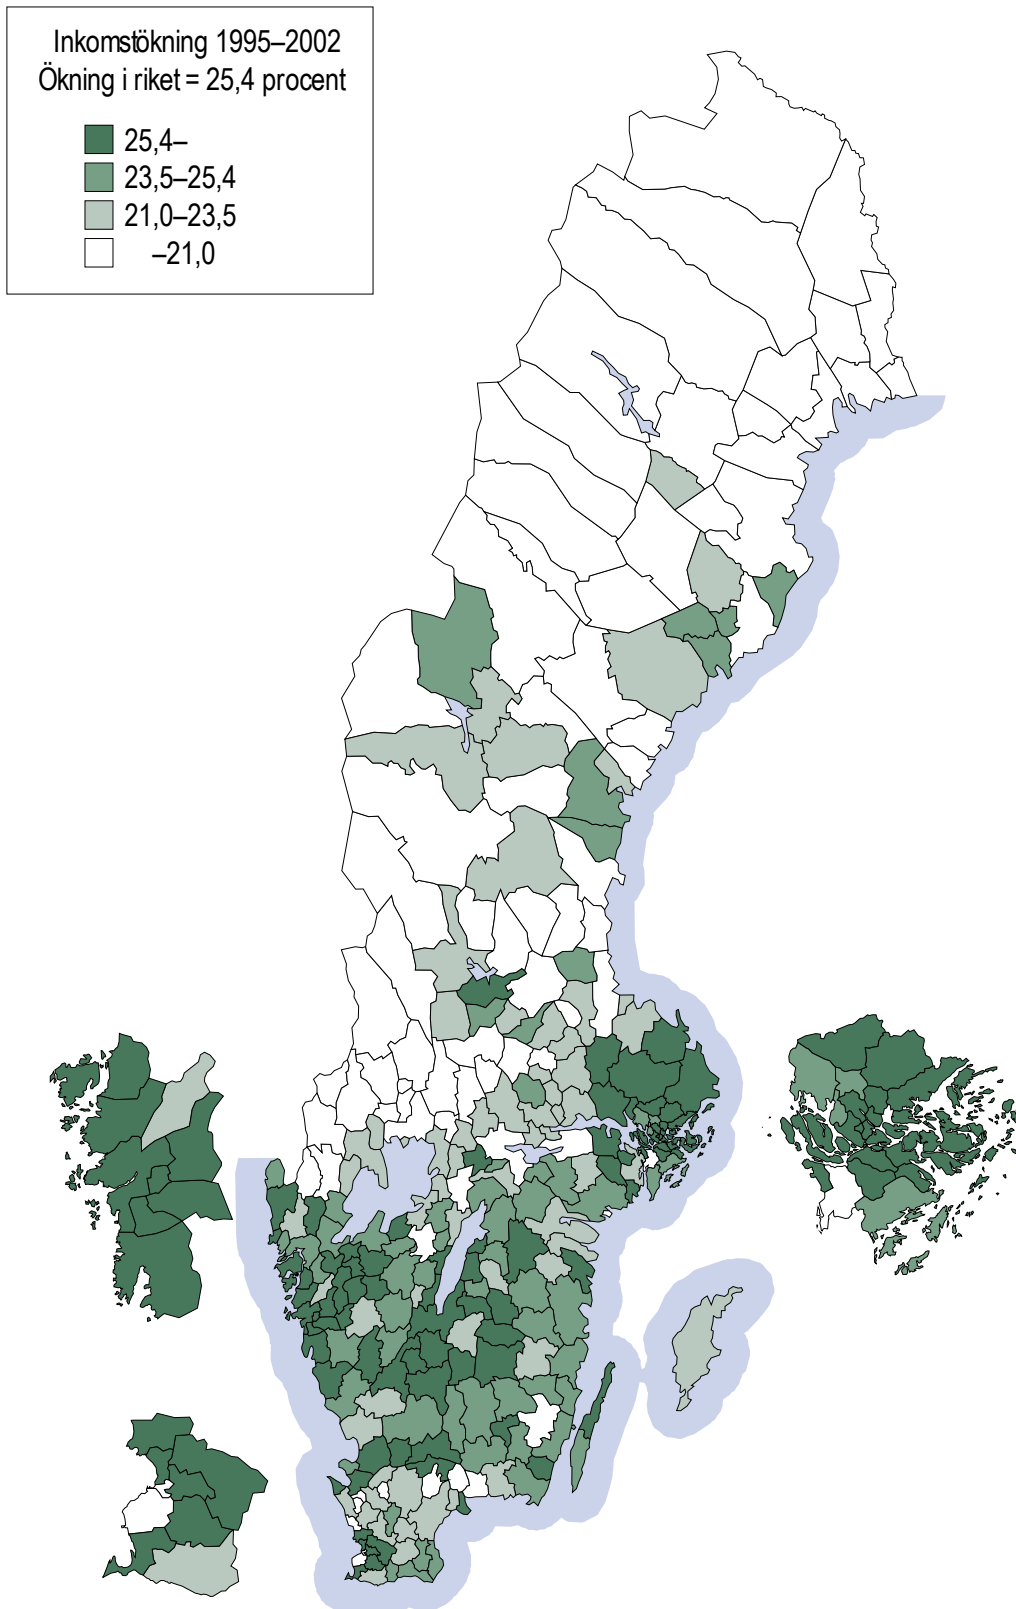 Inkomstökning 1995–2002
Ökning i riket = 25,4 procent
25,4–
23,5–25,4
21,0–23,5
–21,0